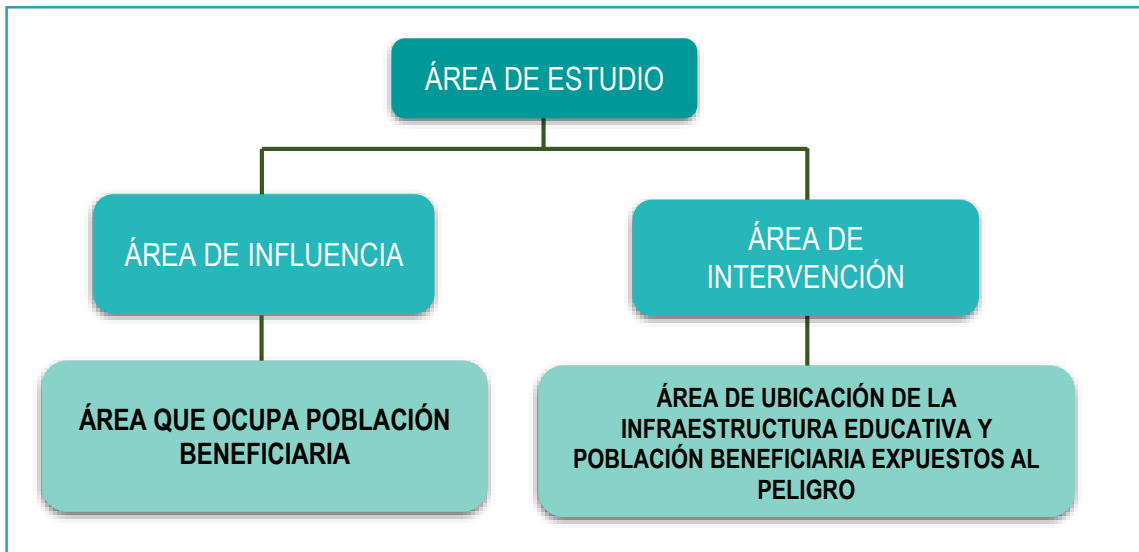 ÁREA DE ESTUDIO
ÁREA DE INFLUENCIA
ÁREA DE
INTERVENCIÓN
ÁREA QUE OCUPA POBLACIÓN
BENEFICIARIA
ÁREA DE UBICACIÓN DE LA
INFRAESTRUCTURA EDUCATIVA Y
POBLACIÓN BENEFICIARIA EXPUESTOS AL
PELIGRO